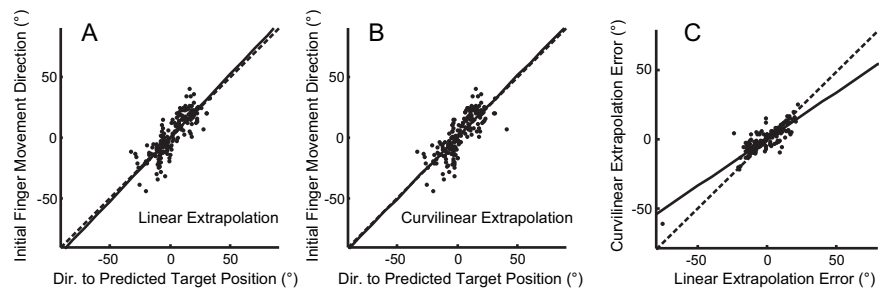 A
Initial Finger Movement Direction (°)
50
0
-50
-50
0
50
Linear Extrapolation
Dir. to Predicted Target Position (°)
B
Initial Finger Movement Direction (°)
50
0
-50
-50
0
50
Curvilinear Extrapolation
Dir. to Predicted Target Position (°)
C
Curvilinear Extrapolation Error (°)
50
0
-50
-50
0
50
Linear Extrapolation Error (°)